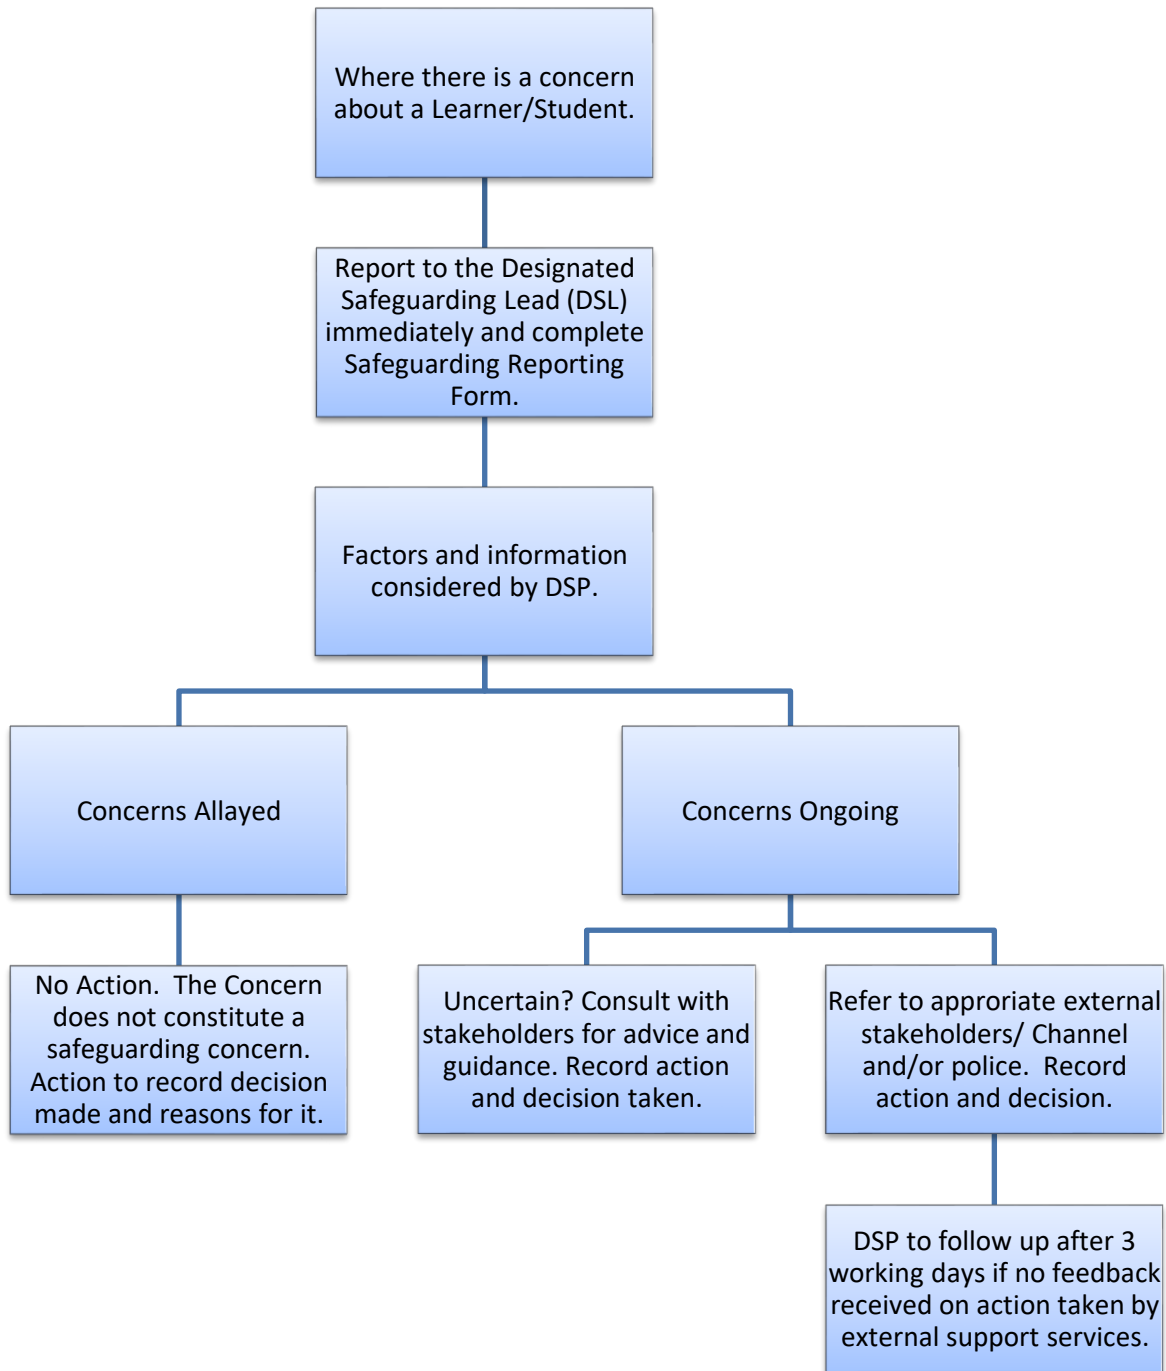 Where there is a concern
about a Learner/Student.
Report to the Designated
Safeguarding Lead (DSL)
immediately and complete
Safeguarding Reporting
Form.
Factors and information
considered by DSP.
Concerns Allayed
Concerns Ongoing
No Action.  The Concern
does not constitute a
safeguarding concern.
Action to record decision
made and reasons for it.
Uncertain? Consult with
stakeholders for advice and
guidance. Record action
and decision taken.
Refer to approriate external
stakeholders/ Channel
and/or police.  Record
action and decision.
DSP to follow up after 3
working days if no feedback
received on action taken by
external support services.